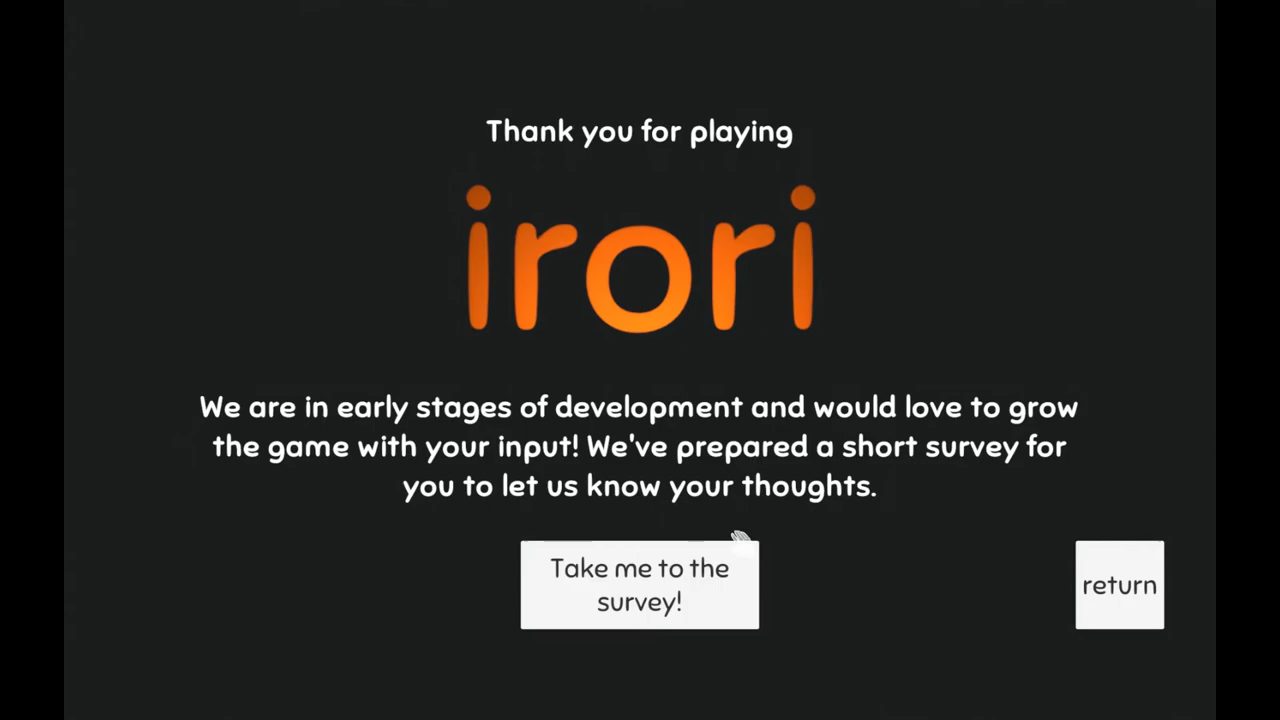 Thank you for playing
irori
We are in early stages of development and would love to grow
the game with your input! We've prepared a short survey for
you to let us know your thoughts.
Take me to the
survey!
return